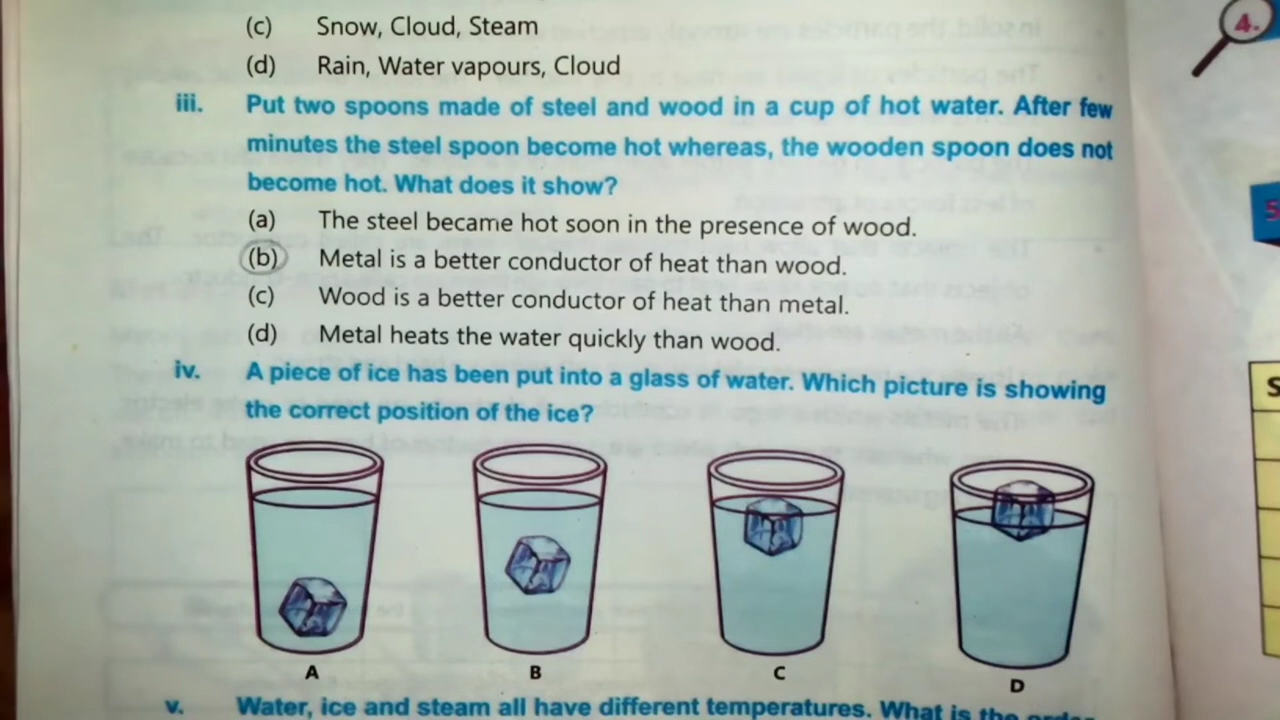 (c) Snow, Cloud, Steam
(d) Rain, Water vapours, Cloud
iii. Put two spoons made of steel and wood in a cup of hot water. After few
minutes the steel spoon become hot whereas, the wooden spoon does not
become hot. What does it show?
(a) The steel became hot soon in the presence of wood.
(b) Metal is a better conductor of heat than wood.
(c) Wood is a better conductor of heat than metal.
(d) Metal heats the water quickly than wood.
iv. A piece of ice has been put into a glass of water. Which picture is showing
the correct position of the ice?
A B C D
v. Water, ice and steam all have different temperatures. What is the order
4.
5
S